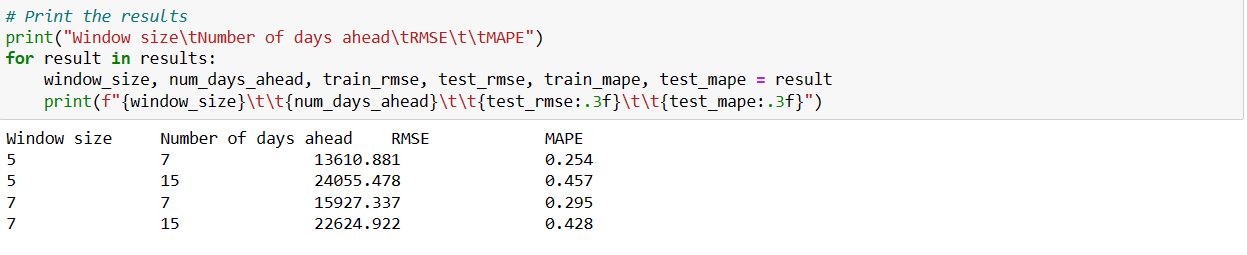 # Print the results
print("Window size\tNumber of days ahead\tRMSE\t\tMAPE")
for result in results:
    window_size, num_days_ahead, train_rmse, test_rmse, train_mape, test_mape = result
    print(f"{window_size}\t\t{num_days_ahead}\t\t{test_rmse:.3f}\t\t{test_mape:.3f}")
Window size     Number of days ahead    RMSE            MAPE
5               7               13610.881               0.254
5               15              24055.478               0.457
7               7               15927.337               0.295
7               15              22624.922               0.428